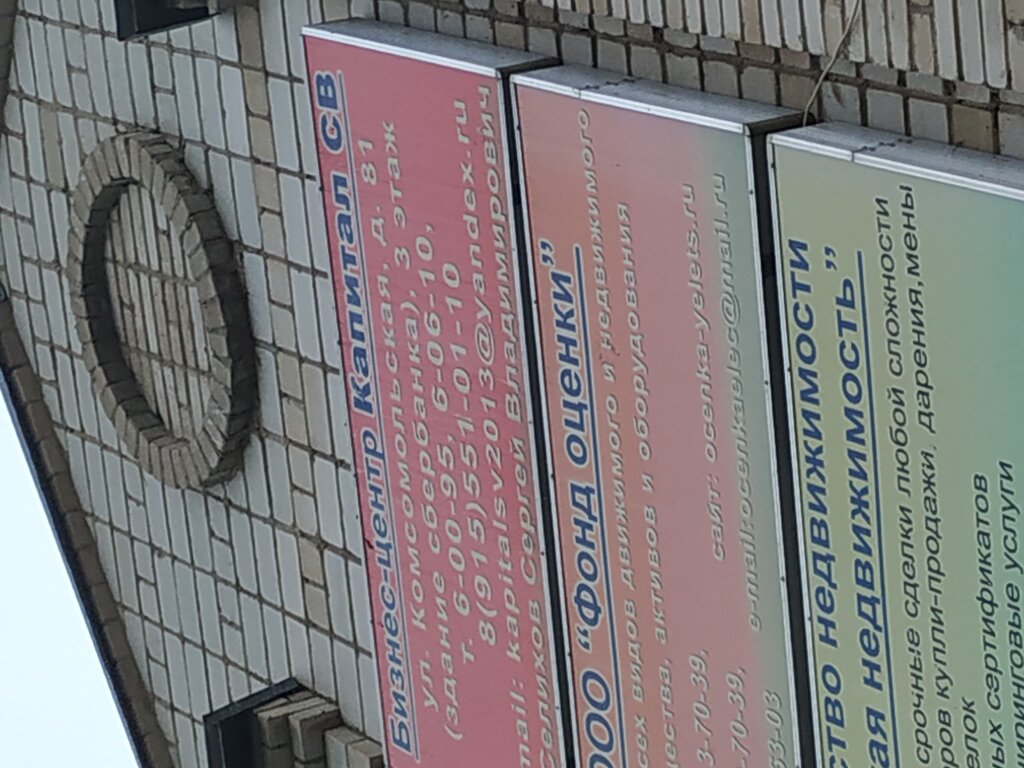 Бизнес-центр Капитал СВ
ул. Комсомольская, д. 81
(здание сбербанка), 3 этаж
т. 6-00-95, 6-06-10,
8(915)551-01-10
mail: kapitalsv2013@yandex.ru
Селихов Сергей Владимирович
ООО “Фонд оценки”
сех видов движимого и недвижимого
щества, активов и оборудования
3-70-39, сайт: ocenka-yelets.ru
-70-39, e-mail:ocenkaelec@mail.ru
63-03
ство недвижимости
ая недвижимость”
срочные сделки любой сложности
ров купли-продажи, дарения,мены
елок
ных сертификатов
иринговые услуги